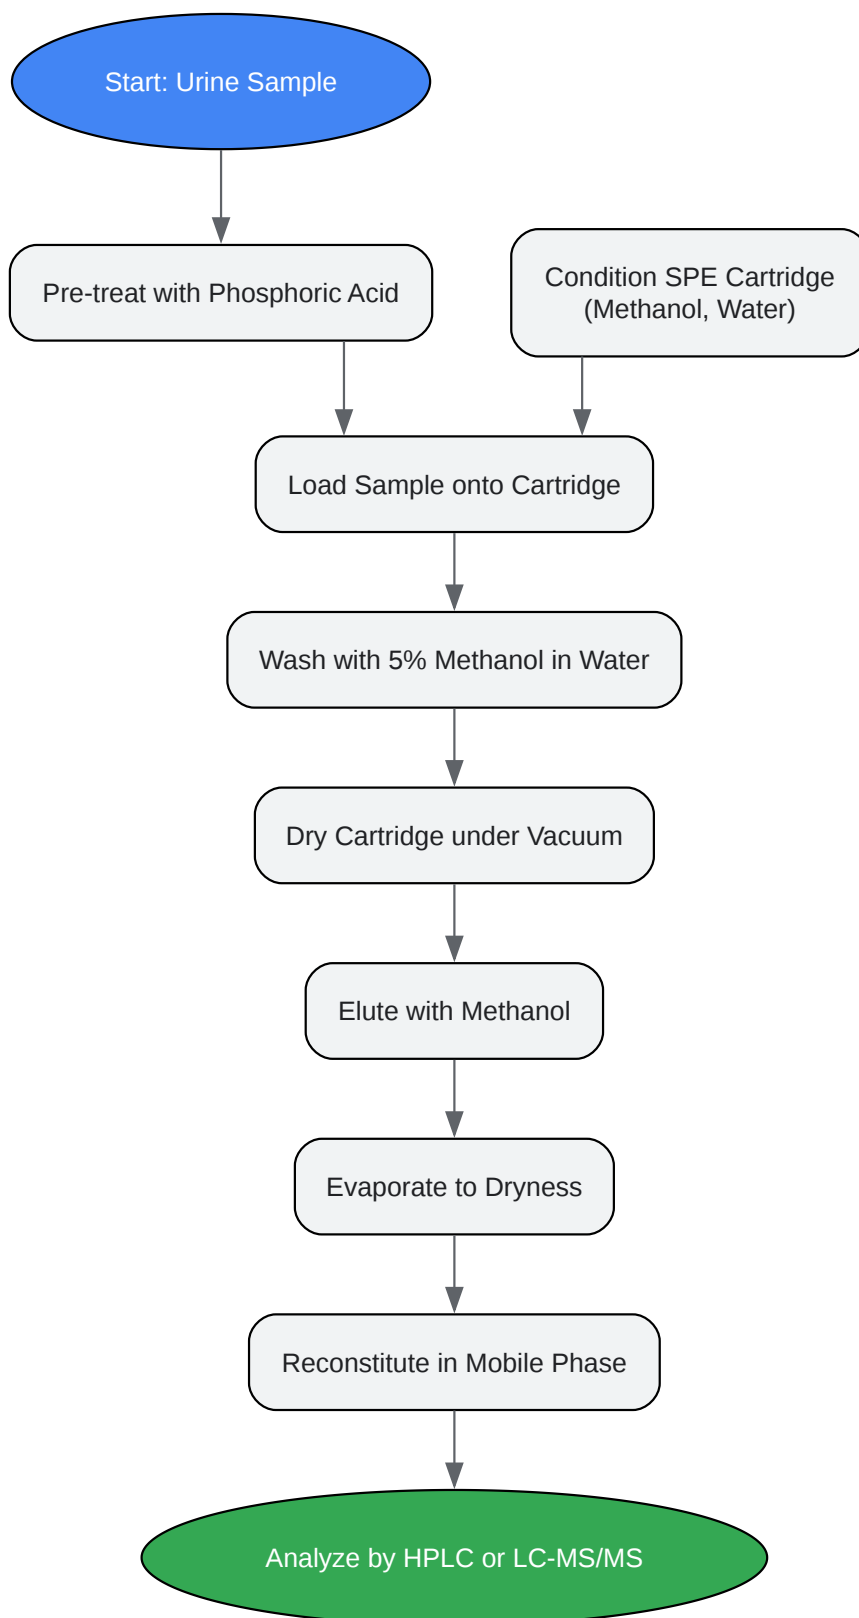 Start: Urine Sample
Pre-treat with Phosphoric Acid
Condition SPE Cartridge
(Methanol, Water)
Load Sample onto Cartridge
Wash with 5% Methanol in Water
Dry Cartridge under Vacuum
Elute with Methanol
Evaporate to Dryness
Reconstitute in Mobile Phase
Analyze by HPLC or LC-MS/MS